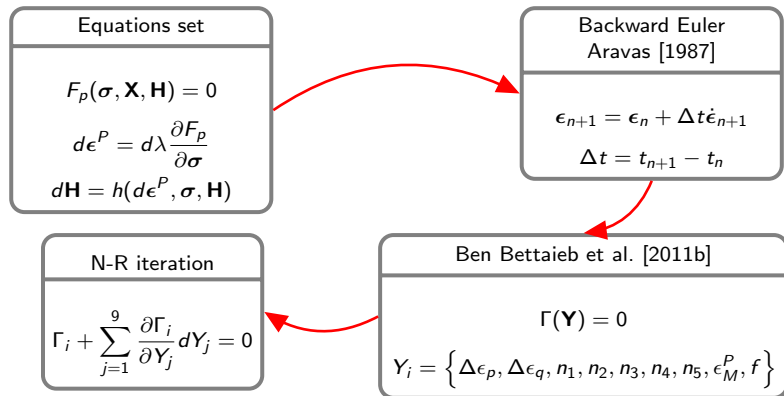 Equations set
F_p(σ, X, H) = 0
dϵ^P = dλ ∂F_p/∂σ
dH = h(dϵ^P, σ, H)
Backward Euler
Aravas [1987]
ϵ_{n+1} = ϵ_n + Δtϵ̇_{n+1}
Δt = t_{n+1} − t_n
Ben Bettaieb et al. [2011b]
Γ(Y) = 0
Y_i = {Δϵ_p, Δϵ_q, n_1, n_2, n_3, n_4, n_5, ϵ_M^P, f}
N-R iteration
Γ_i + ∑_{j=1}^{9} ∂Γ_i/∂Y_j dY_j = 0